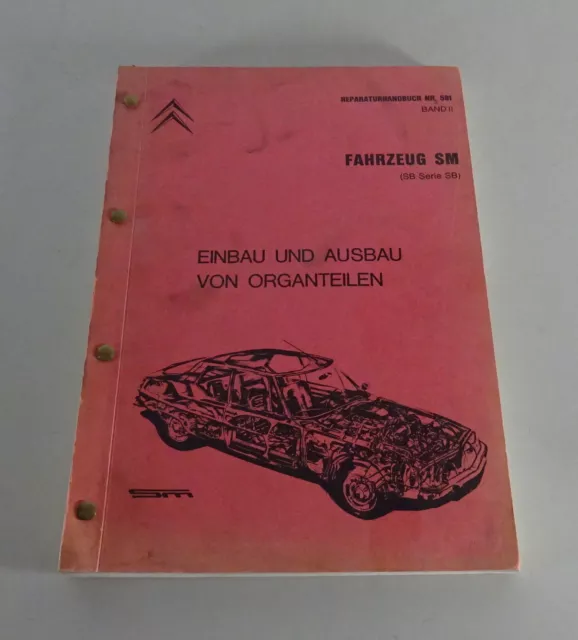 REPARATURHANDBUCH NR. 581
BAND II
FAHRZEUG SM
(SB Serie SB)
EINBAU UND AUSBAU
VON ORGANTEILEN
SM